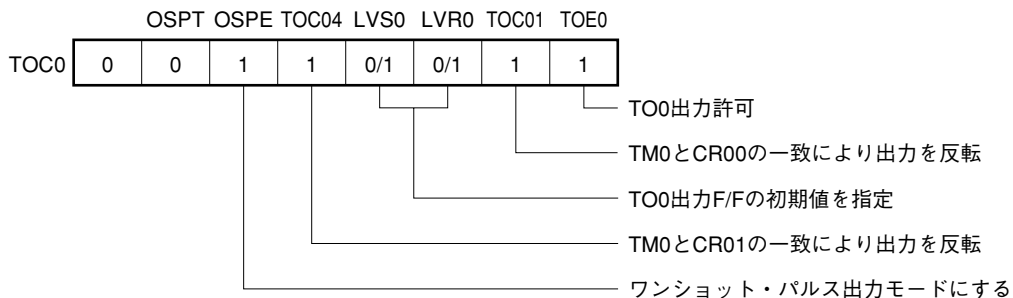 OSPT OSPE TOC04 LVS0 LVR0 TOC01 TOE0
TOC0 0 0 1 1 0/1 0/1 1 1
TO0出力許可
TM0とCR00の一致により出力を反転
TO0出力F/Fの初期値を指定
TM0とCR01の一致により出力を反転
ワンショット・パルス出力モードにする